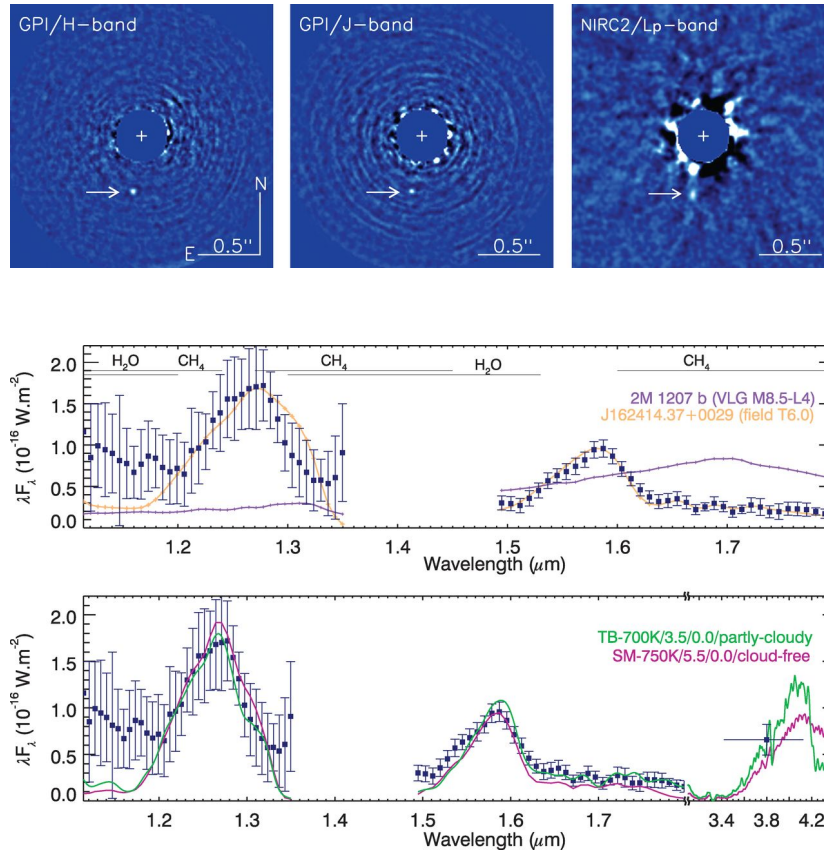 GPI/H-band
GPI/J-band
NIRC2/Lp-band
N
E
0.5"
0.5"
0.5"
2.0
1.5
1.0
0.5
0.0
λF_λ (10⁻¹⁶ W.m⁻²)
H₂O
CH₄
CH₄
H₂O
CH₄
2M 1207 b (VLG M8.5-L4)
J162414.37+0029 (field T6.0)
1.2
1.3
1.4
1.5
1.6
1.7
Wavelength (μm)
2.0
1.5
1.0
0.5
0.0
λF_λ (10⁻¹⁶ W.m⁻²)
TB-700K/3.5/0.0/partly-cloudy
SM-750K/5.5/0.0/cloud-free
1.2
1.3
1.4
1.5
1.6
1.7
3.4
3.8
4.2
Wavelength (μm)